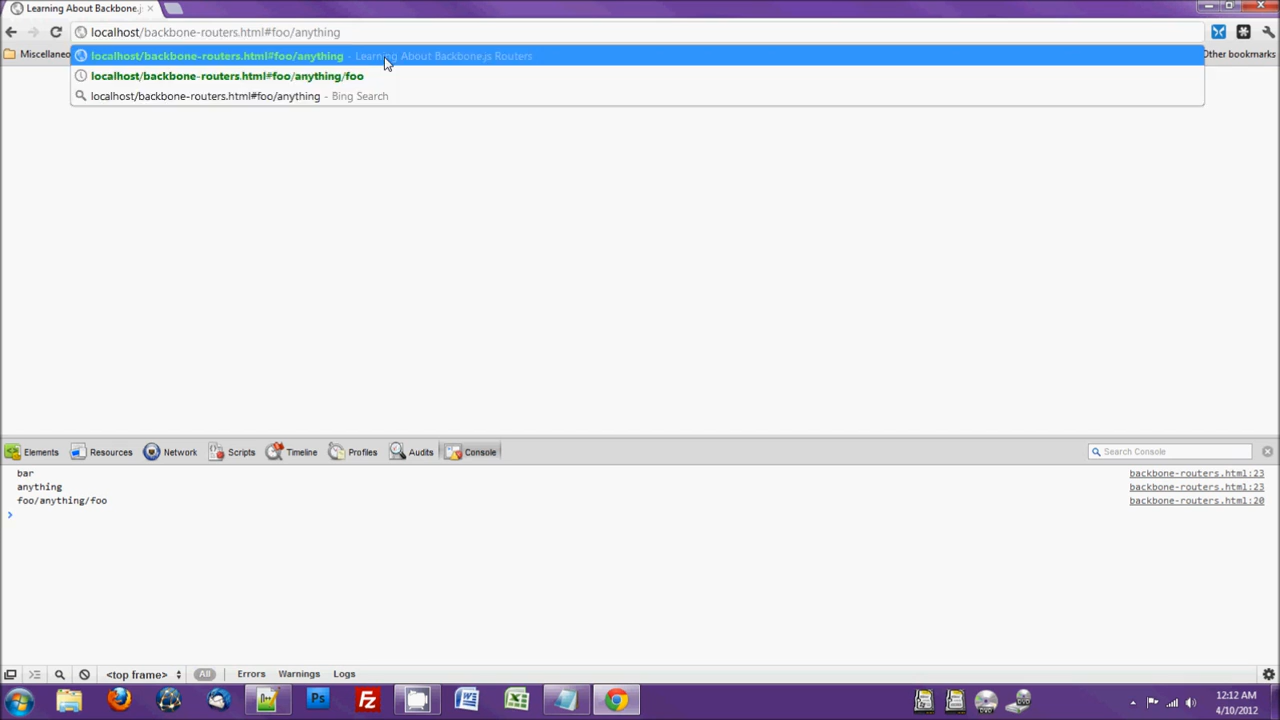 Learning About Backbone.j
localhost/backbone-routers.html#foo/anything
Miscellaneou
localhost/backbone-routers.html#foo/anything - Learning About Backbone.js Routers
Other bookmarks
localhost/backbone-routers.html#foo/anything/foo
localhost/backbone-routers.html#foo/anything - Bing Search
Elements Resources Network Scripts Timeline Profiles Audits Console Search Console
bar backbone-routers.html:23
anything backbone-routers.html:23
foo/anything/foo backbone-routers.html:20
<top frame> All Errors Warnings Logs
Ps Fz W X
12:12 AM
4/10/2012